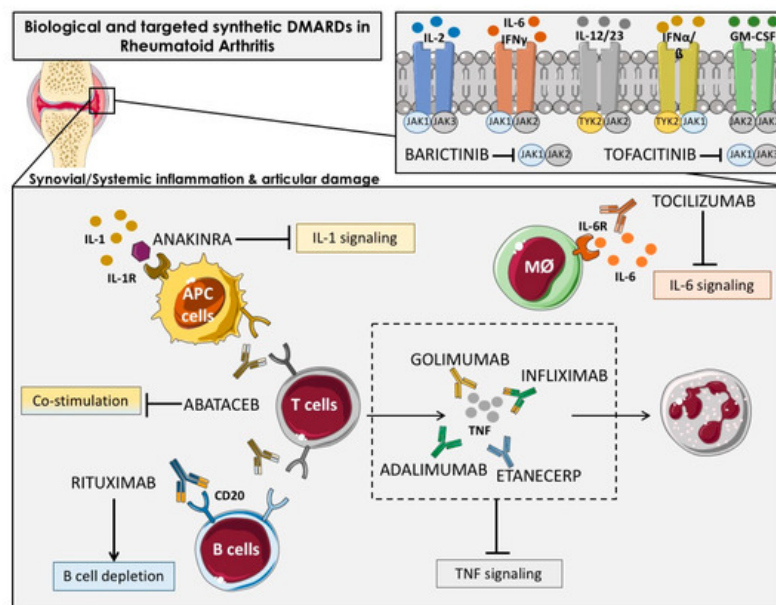 Biological and targeted synthetic DMARDs in
Rheumatoid Arthritis
IL-2
IL-6
IFNγ
IL-12/23
IFNα/
β
GM-CSF
JAK1
JAK3
JAK1
JAK2
TYK2
JAK2
TYK2
JAK1
JAK2
JAK2
BARICTINIB
JAK1
JAK2
TOFACITINIB
JAK1
JAK3
Synovial/Systemic inflammation & articular damage
IL-1
ANAKINRA
IL-1 signaling
IL-1R
APC
cells
TOCILIZUMAB
IL-6R
MØ
IL-6
IL-6 signaling
GOLIMUMAB
INFLIXIMAB
TNF
ADALIMUMAB
ETANECERP
Co-stimulation
ABATACEB
T cells
RITUXIMAB
CD20
B cells
B cell depletion
TNF signaling